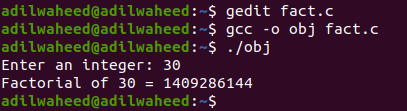 adilwaheed@adilwaheed:~$ gedit fact.c
adilwaheed@adilwaheed:~$ gcc -o obj fact.c
adilwaheed@adilwaheed:~$ ./obj
Enter an integer: 30
Factorial of 30 = 1409286144
adilwaheed@adilwaheed:~$